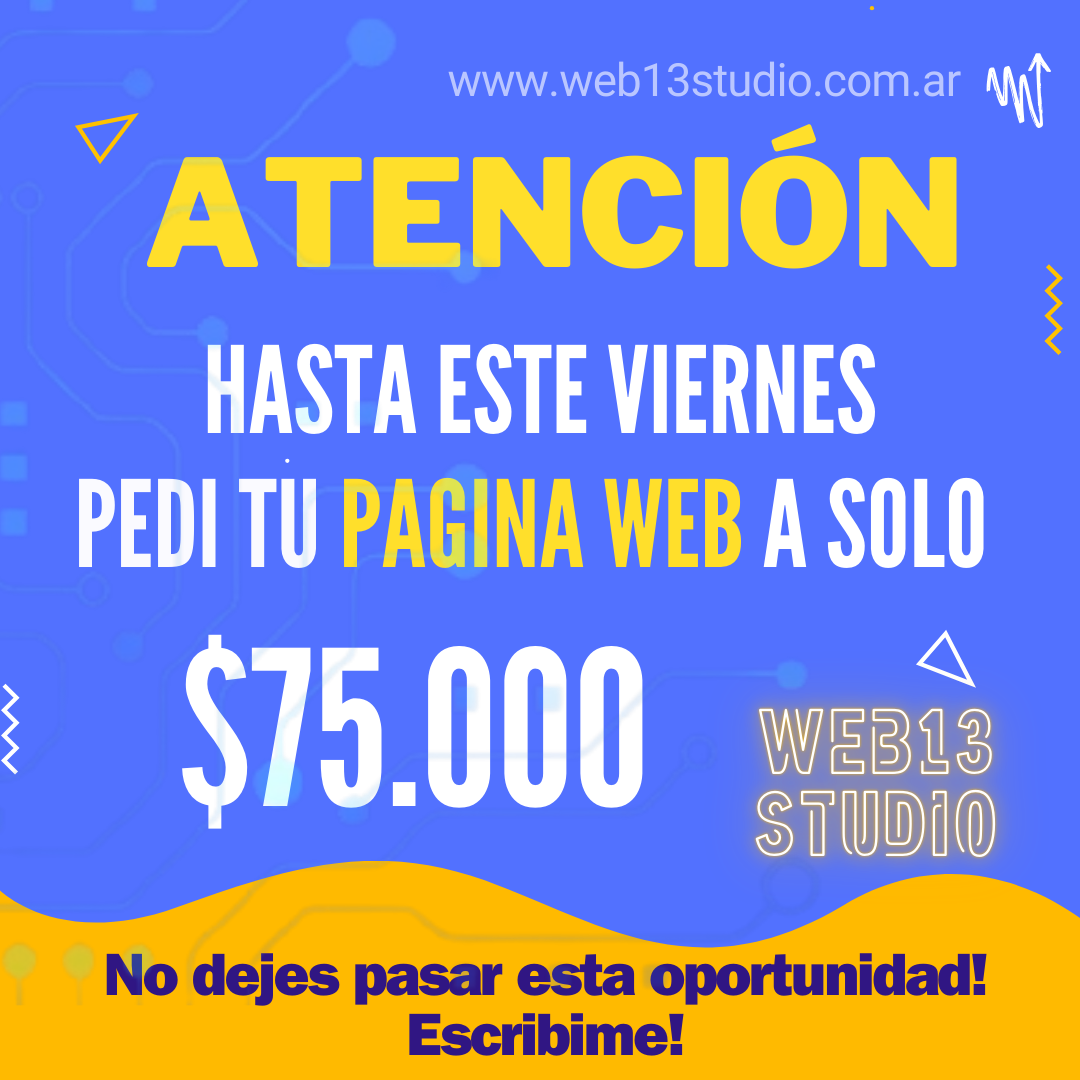 www.web13studio.com.ar
ATENCIÓN
HASTA ESTE VIERNES
PEDI TU PAGINA WEB A SOLO
$75.000
WEB13
STUDIO
No dejes pasar esta oportunidad!
Escribime!